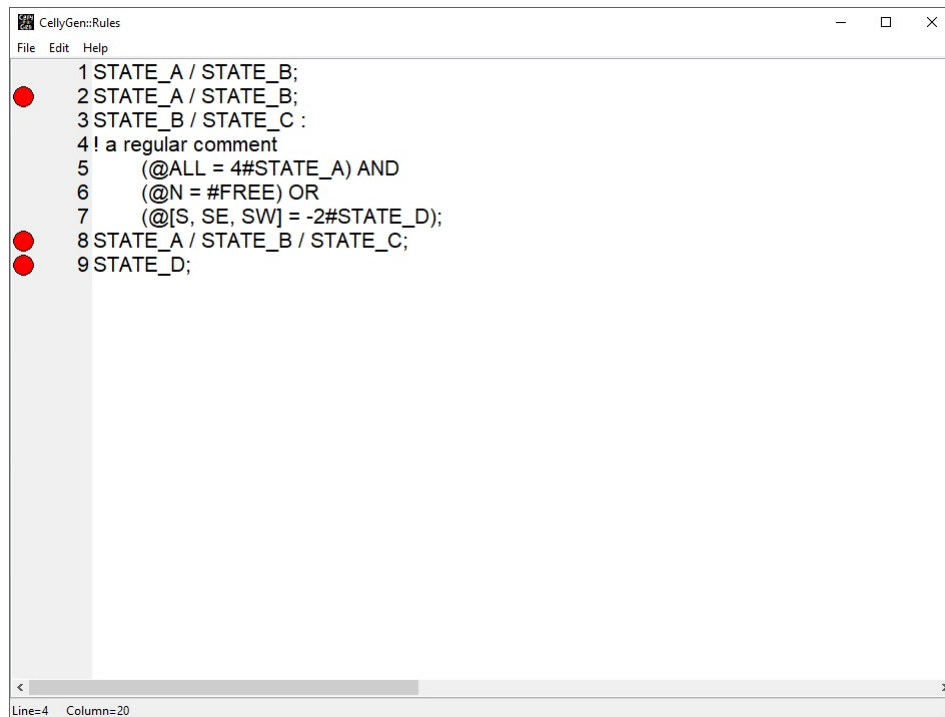 CellyGen::Rules
File Edit Help
1 STATE_A / STATE_B;
2 STATE_A / STATE_B;
3 STATE_B / STATE_C :
4 ! a regular comment
5 (@ALL = 4#STATE_A) AND
6 (@N = #FREE) OR
7 (@[S, SE, SW] = -2#STATE_D);
8 STATE_A / STATE_B / STATE_C;
9 STATE_D;
Line=4 Column=20